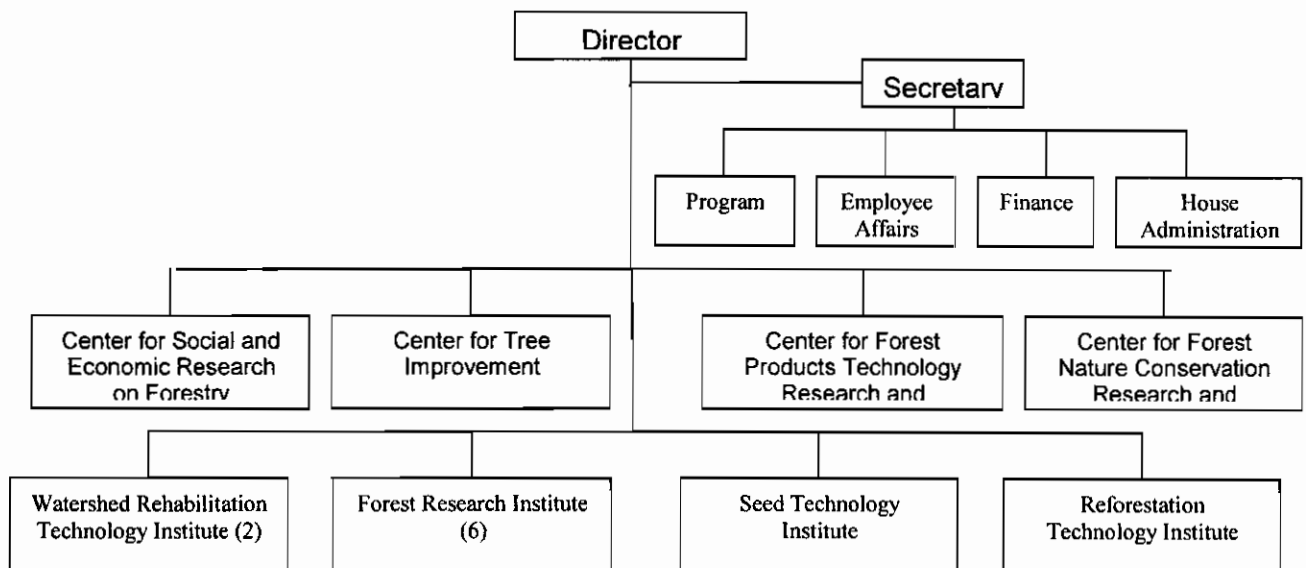 Director
Secretary
Program
Employee
Affairs
Finance
House
Administration
Center for Social and
Economic Research
on Forestry
Center for Tree
Improvement
Center for Forest
Products Technology
Research and
Center for Forest
Nature Conservation
Research and
Watershed Rehabilitation
Technology Institute (2)
Forest Research Institute
(6)
Seed Technology
Institute
Reforestation
Technology Institute